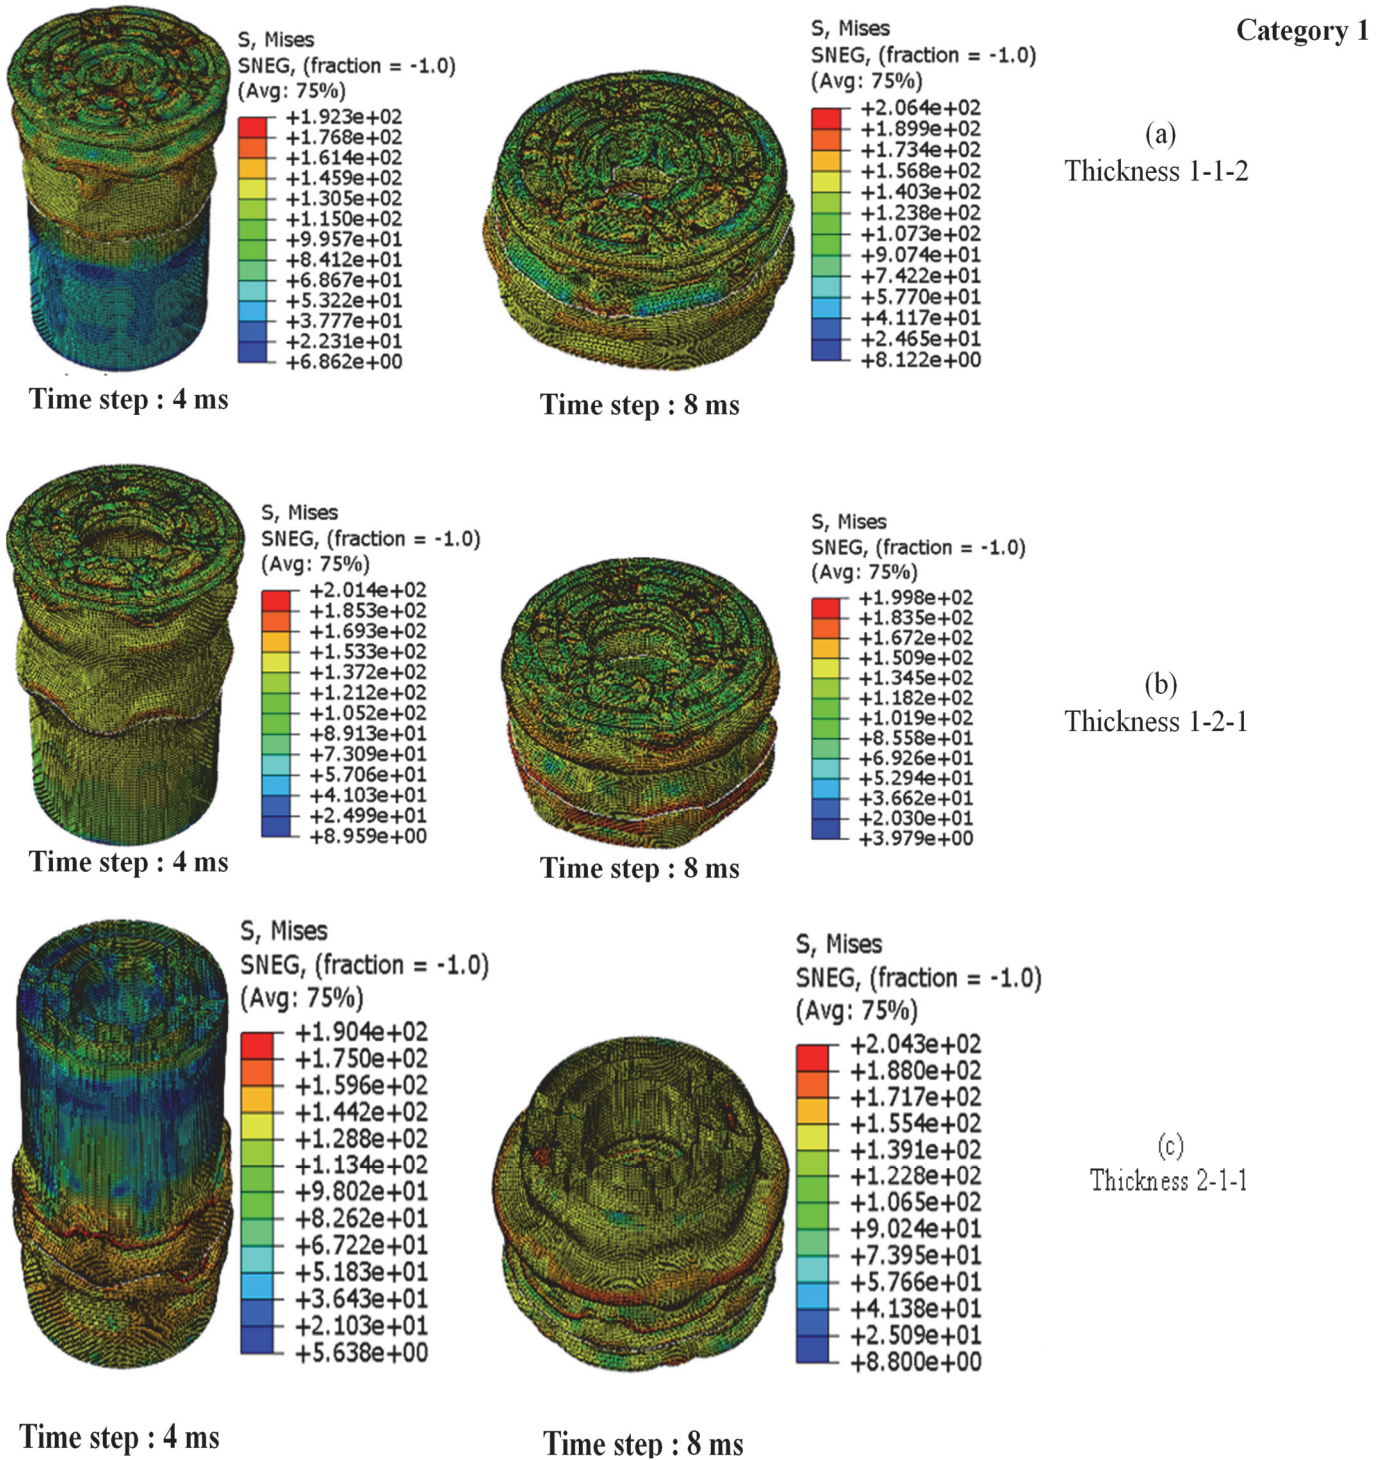 Category 1
S, Mises
SNEG, (fraction = -1.0)
(Avg: 75%)
+1.923e+02
+1.768e+02
+1.614e+02
+1.459e+02
+1.305e+02
+1.150e+02
+9.957e+01
+8.412e+01
+6.867e+01
+5.322e+01
+3.777e+01
+2.231e+01
+6.862e+00
Time step : 4 ms
S, Mises
SNEG, (fraction = -1.0)
(Avg: 75%)
+2.064e+02
+1.899e+02
+1.734e+02
+1.568e+02
+1.403e+02
+1.238e+02
+1.073e+02
+9.074e+01
+7.422e+01
+5.770e+01
+4.117e+01
+2.465e+01
+8.122e+00
Time step : 8 ms
(a)
Thickness 1-1-2
S, Mises
SNEG, (fraction = -1.0)
(Avg: 75%)
+2.014e+02
+1.853e+02
+1.693e+02
+1.533e+02
+1.372e+02
+1.212e+02
+1.052e+02
+8.913e+01
+7.309e+01
+5.706e+01
+4.103e+01
+2.499e+01
+8.959e+00
Time step : 4 ms
S, Mises
SNEG, (fraction = -1.0)
(Avg: 75%)
+1.998e+02
+1.835e+02
+1.672e+02
+1.509e+02
+1.345e+02
+1.182e+02
+1.019e+02
+8.558e+01
+6.926e+01
+5.294e+01
+3.662e+01
+2.030e+01
+3.979e+00
Time step : 8 ms
(b)
Thickness 1-2-1
S, Mises
SNEG, (fraction = -1.0)
(Avg: 75%)
+1.904e+02
+1.750e+02
+1.596e+02
+1.442e+02
+1.288e+02
+1.134e+02
+9.802e+01
+8.262e+01
+6.722e+01
+5.183e+01
+3.643e+01
+2.103e+01
+5.638e+00
Time step : 4 ms
S, Mises
SNEG, (fraction = -1.0)
(Avg: 75%)
+2.043e+02
+1.880e+02
+1.717e+02
+1.554e+02
+1.391e+02
+1.228e+02
+1.065e+02
+9.024e+01
+7.395e+01
+5.766e+01
+4.138e+01
+2.509e+01
+8.800e+00
Time step : 8 ms
(c)
Thickness 2-1-1